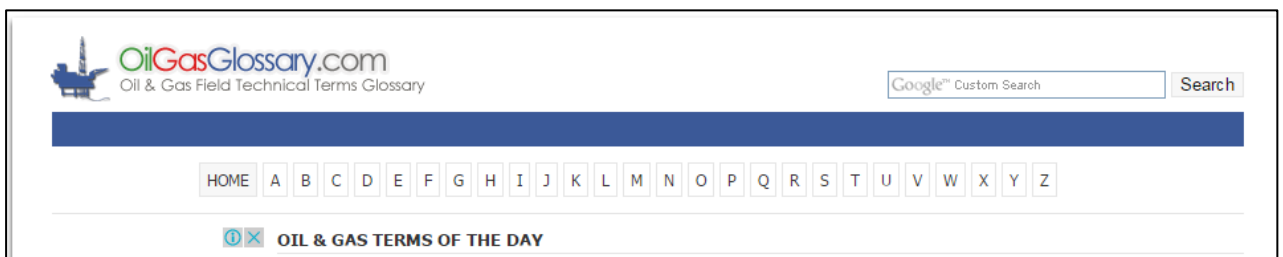 OilGasGlossary.com
Oil & Gas Field Technical Terms Glossary
Google™ Custom Search Search
HOME A B C D E F G H I J K L M N O P Q R S T U V W X Y Z
OIL & GAS TERMS OF THE DAY